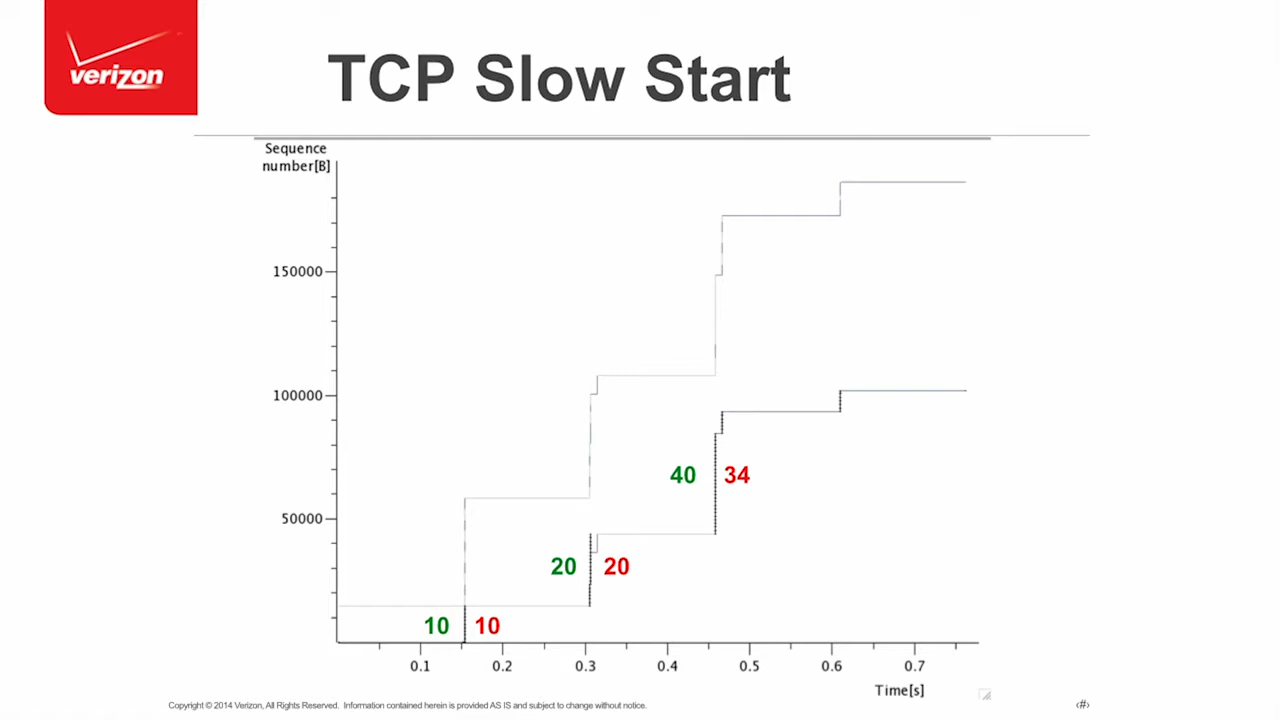 verizon
TCP Slow Start
Sequence
number[B]
150000
100000
50000
40 34
20 20
10 10
0.1 0.2 0.3 0.4 0.5 0.6 0.7
Time[s]
Copyright © 2014 Verizon, All Rights Reserved. Information contained herein is provided AS IS and subject to change without notice.
‹#›